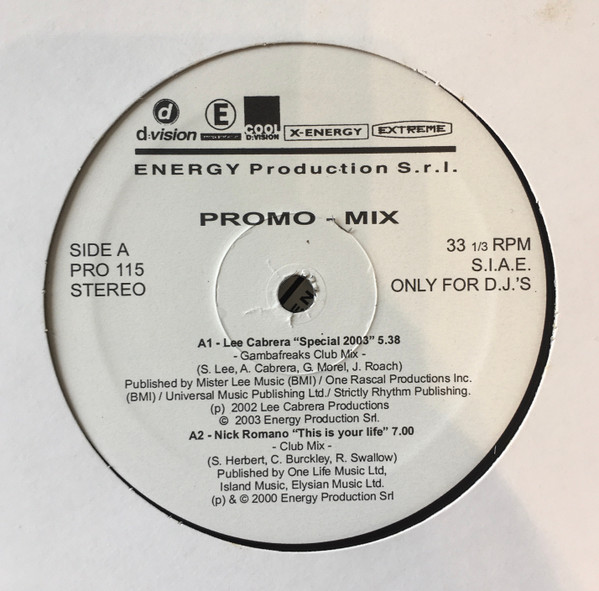 d
d:vision
E
COOL
D:VISION
X-ENERGY
EXTREME
ENERGY Production S.r.l.
PROMO - MIX
SIDE A
PRO 115
STEREO
33 1/3 RPM
S.I.A.E.
ONLY FOR D.J.'S
A1 - Lee Cabrera "Special 2003" 5.38
- Gambafreaks Club Mix -
(S. Lee, A. Cabrera, G. Morel, J. Roach)
Published by Mister Lee Music (BMI) / One Rascal Productions Inc.
(BMI) / Universal Music Publishing Ltd./ Strictly Rhythm Publishing.
(p) 2002 Lee Cabrera Productions
© 2003 Energy Production Srl.
A2 - Nick Romano "This is your life" 7.00
- Club Mix -
(S. Herbert, C. Burckley, R. Swallow)
Published by One Life Music Ltd,
Island Music, Elysian Music Ltd.
(p) & © 2000 Energy Production Srl